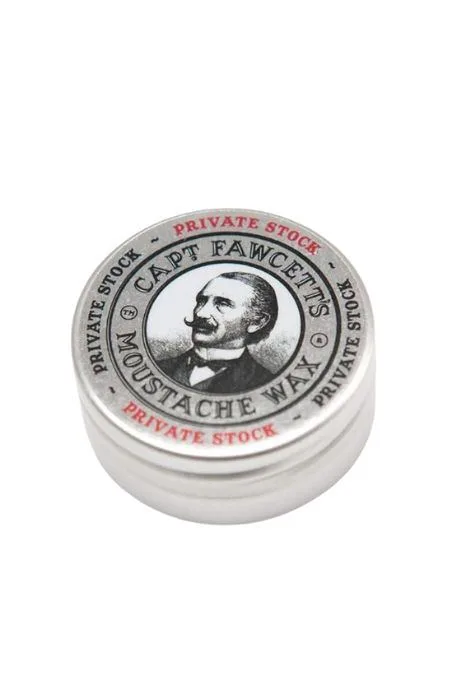 PRIVATE STOCK ~ PRIVATE STOCK ~ PRIVATE STOCK ~ PRIVATE STOCK ~
CAPT FAWCETT'S
MOUSTACHE WAX